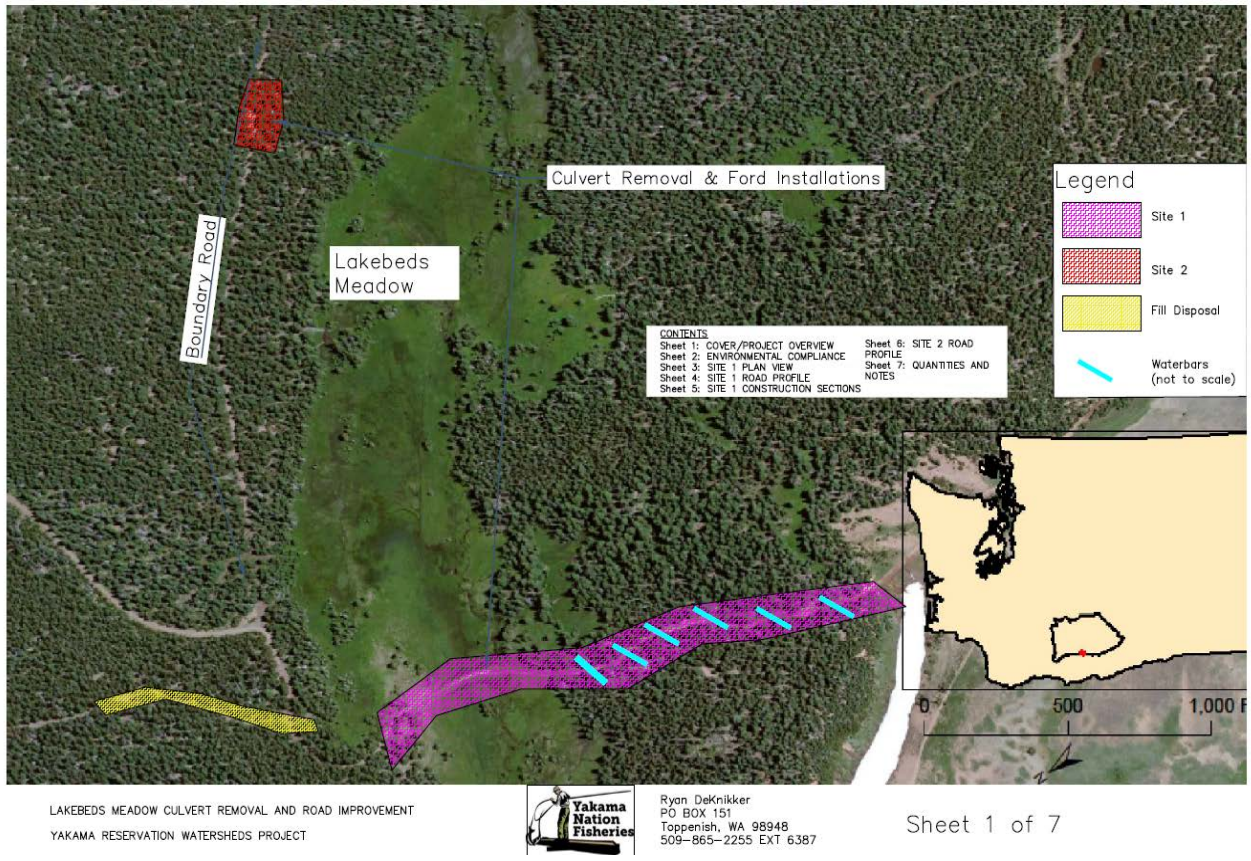 Culvert Removal & Ford Installations
Boundary Road
Lakebeds
Meadow
Legend
Site 1
Site 2
Fill Disposal
Waterbars
(not to scale)
CONTENTS
Sheet 1: COVER/PROJECT OVERVIEW
Sheet 2: ENVIRONMENTAL COMPLIANCE
Sheet 3: SITE 1 PLAN VIEW
Sheet 4: SITE 1 ROAD PROFILE
Sheet 5: SITE 1 CONSTRUCTION SECTIONS
Sheet 6: SITE 2 ROAD
PROFILE
Sheet 7: QUANTITIES AND
NOTES
0 500 1,000 F
N
LAKEBEDS MEADOW CULVERT REMOVAL AND ROAD IMPROVEMENT
YAKAMA RESERVATION WATERSHEDS PROJECT
Yakama
Nation
Fisheries
Ryan DeKnikker
PO BOX 151
Toppenish, WA 98948
509-865-2255 EXT 6387
Sheet 1 of 7